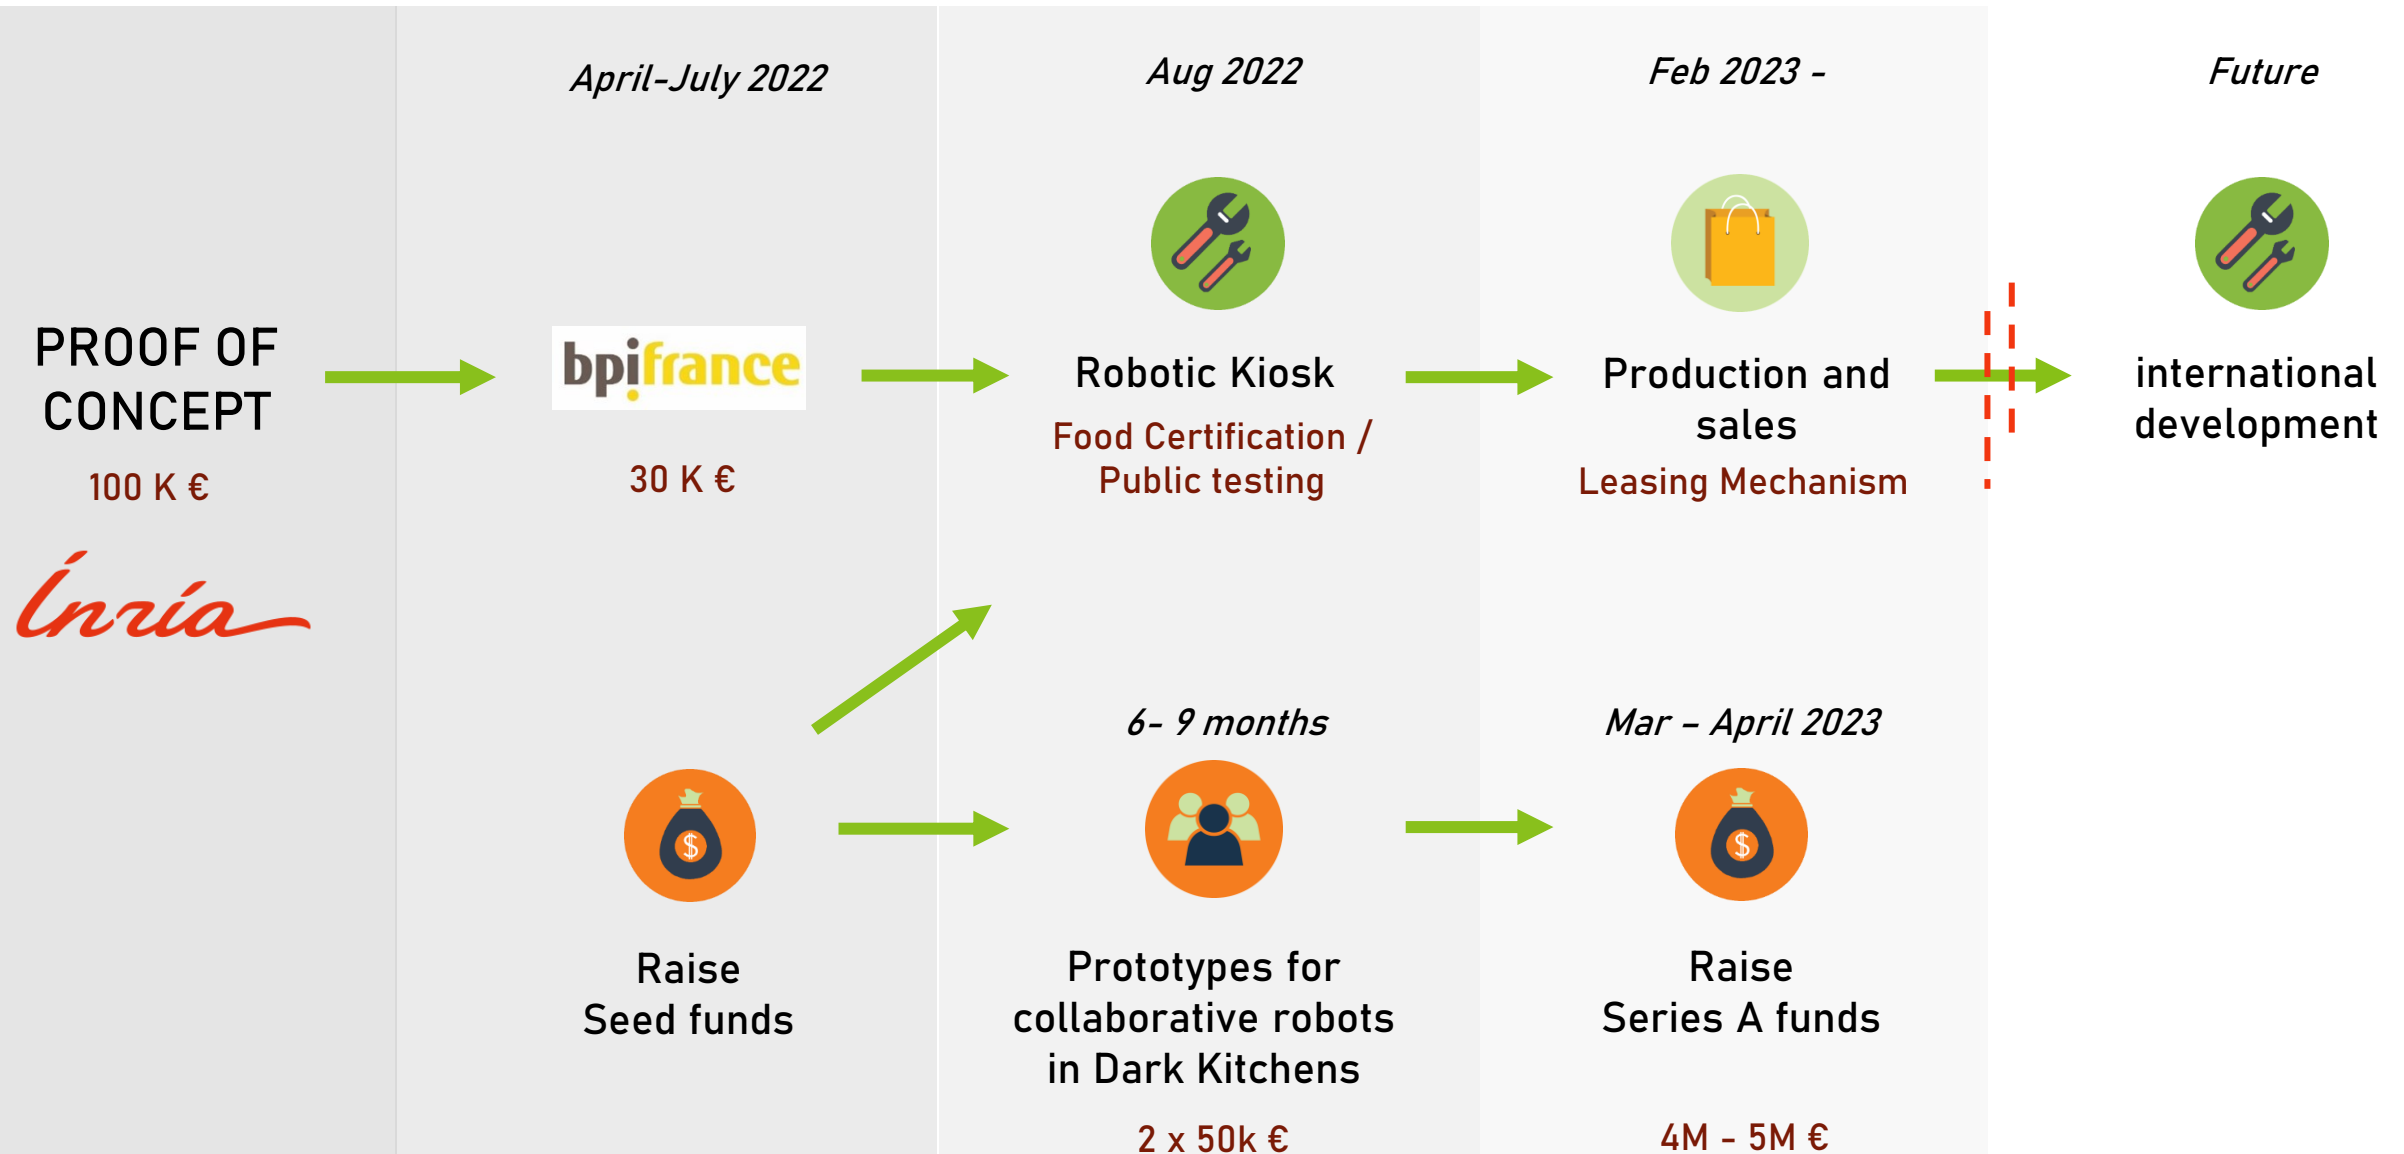 PROOF OF
CONCEPT
100 K €
Inria
April-July 2022
bpifrance
30 K €
Raise
Seed funds
Aug 2022
Robotic Kiosk
Food Certification /
Public testing
6- 9 months
Prototypes for
collaborative robots
in Dark Kitchens
2 x 50k €
Feb 2023 -
Production and
sales
Leasing Mechanism
Mar – April 2023
Raise
Series A funds
4M - 5M €
Future
international
development